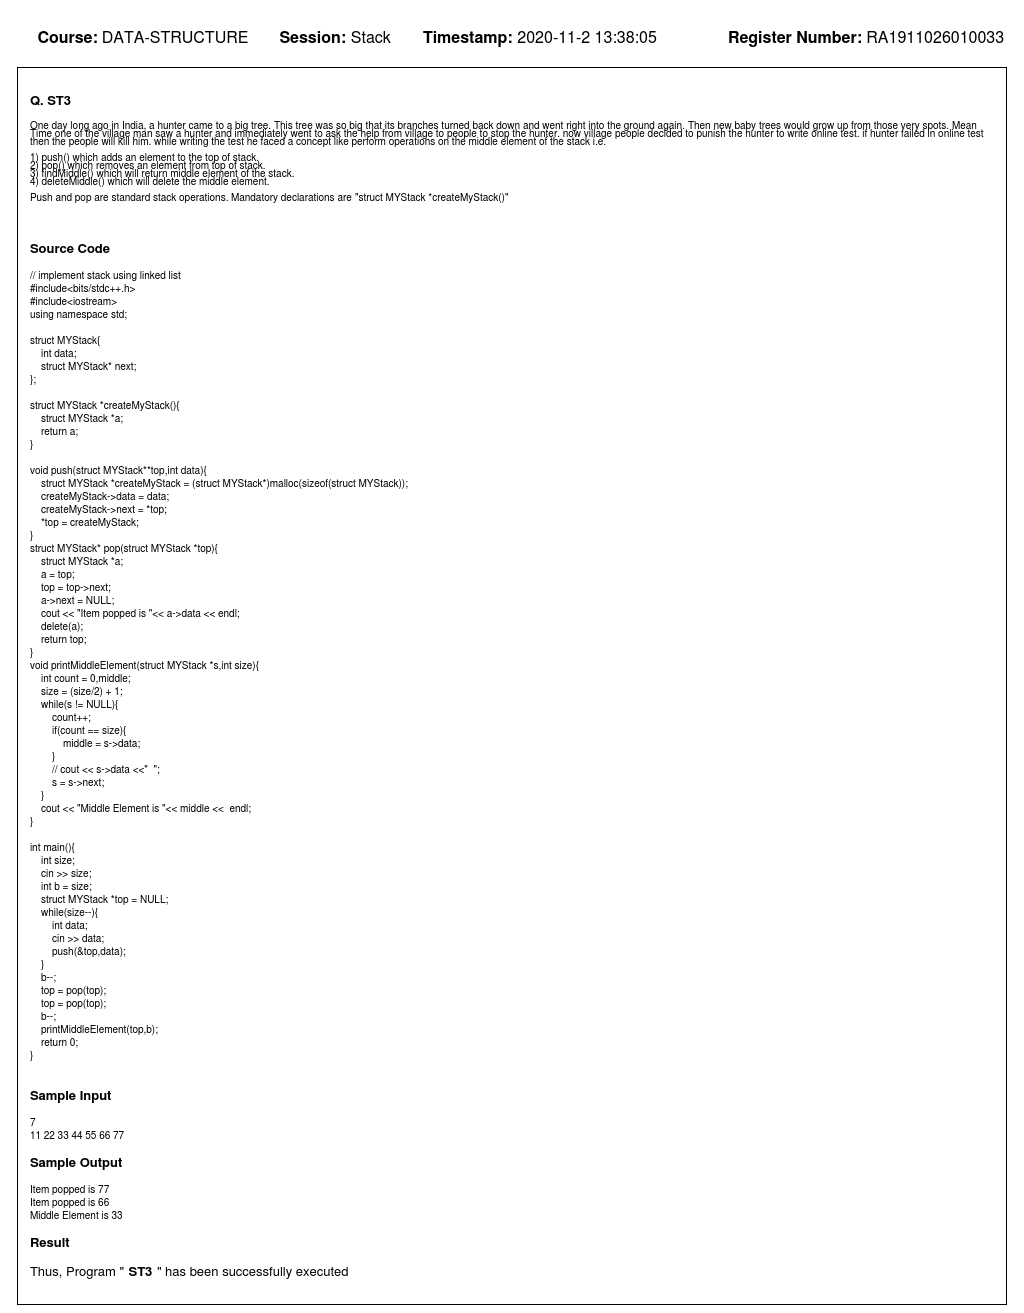 Course: DATA-STRUCTURE Session: Stack Timestamp: 2020-11-2 13:38:05 Register Number: RA1911026010033
Q. ST3
One day long ago in India, a hunter came to a big tree. This tree was so big that its branches turned back down and went right into the ground again. Then new baby trees would grow up from those very spots. Mean
Time one of the village man saw a hunter and immediately went to ask the help from village to people to stop the hunter. now village people decided to punish the hunter to write online test. if hunter failed in online test
then the people will kill him. while writing the test he faced a concept like perform operations on the middle element of the stack i.e.
1) push() which adds an element to the top of stack.
2) pop() which removes an element from top of stack.
3) findMiddle() which will return middle element of the stack.
4) deleteMiddle() which will delete the middle element.
Push and pop are standard stack operations. Mandatory declarations are "struct MYStack *createMyStack()"
Source Code
// implement stack using linked list
#include<bits/stdc++.h>
#include<iostream>
using namespace std;
struct MYStack{
int data;
struct MYStack* next;
};
struct MYStack *createMyStack(){
struct MYStack *a;
return a;
}
void push(struct MYStack**top,int data){
struct MYStack *createMyStack = (struct MYStack*)malloc(sizeof(struct MYStack));
createMyStack->data = data;
createMyStack->next = *top;
*top = createMyStack;
}
struct MYStack* pop(struct MYStack *top){
struct MYStack *a;
a = top;
top = top->next;
a->next = NULL;
cout << "Item popped is "<< a->data << endl;
delete(a);
return top;
}
void printMiddleElement(struct MYStack *s,int size){
int count = 0,middle;
size = (size/2) + 1;
while(s != NULL){
count++;
if(count == size){
middle = s->data;
}
// cout << s->data <<"  ";
s = s->next;
}
cout << "Middle Element is "<< middle <<  endl;
}
int main(){
int size;
cin >> size;
int b = size;
struct MYStack *top = NULL;
while(size--){
int data;
cin >> data;
push(&top,data);
}
b--;
top = pop(top);
top = pop(top);
b--;
printMiddleElement(top,b);
return 0;
}
Sample Input
7
11 22 33 44 55 66 77
Sample Output
Item popped is 77
Item popped is 66
Middle Element is 33
Result
Thus, Program " ST3 " has been successfully executed